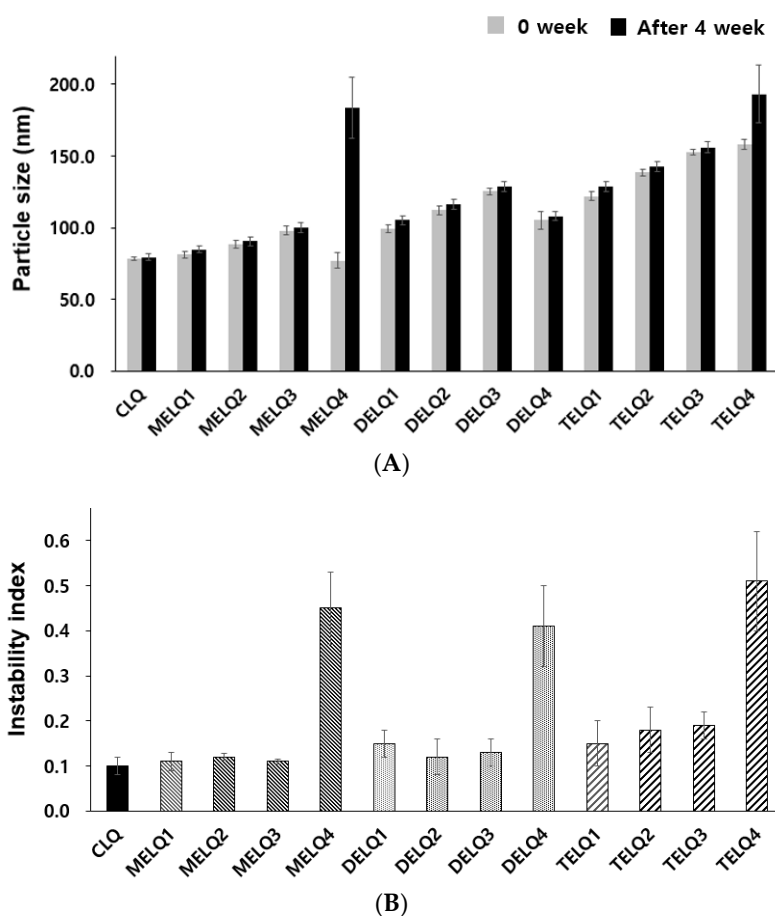 0 week After 4 week
Particle size (nm)
200.0
150.0
100.0
50.0
0.0
CLQ MELQ1 MELQ2 MELQ3 MELQ4 DELQ1 DELQ2 DELQ3 DELQ4 TELQ1 TELQ2 TELQ3 TELQ4
(A)
Instability index
0.6
0.5
0.4
0.3
0.2
0.1
0.0
CLQ MELQ1 MELQ2 MELQ3 MELQ4 DELQ1 DELQ2 DELQ3 DELQ4 TELQ1 TELQ2 TELQ3 TELQ4
(B)